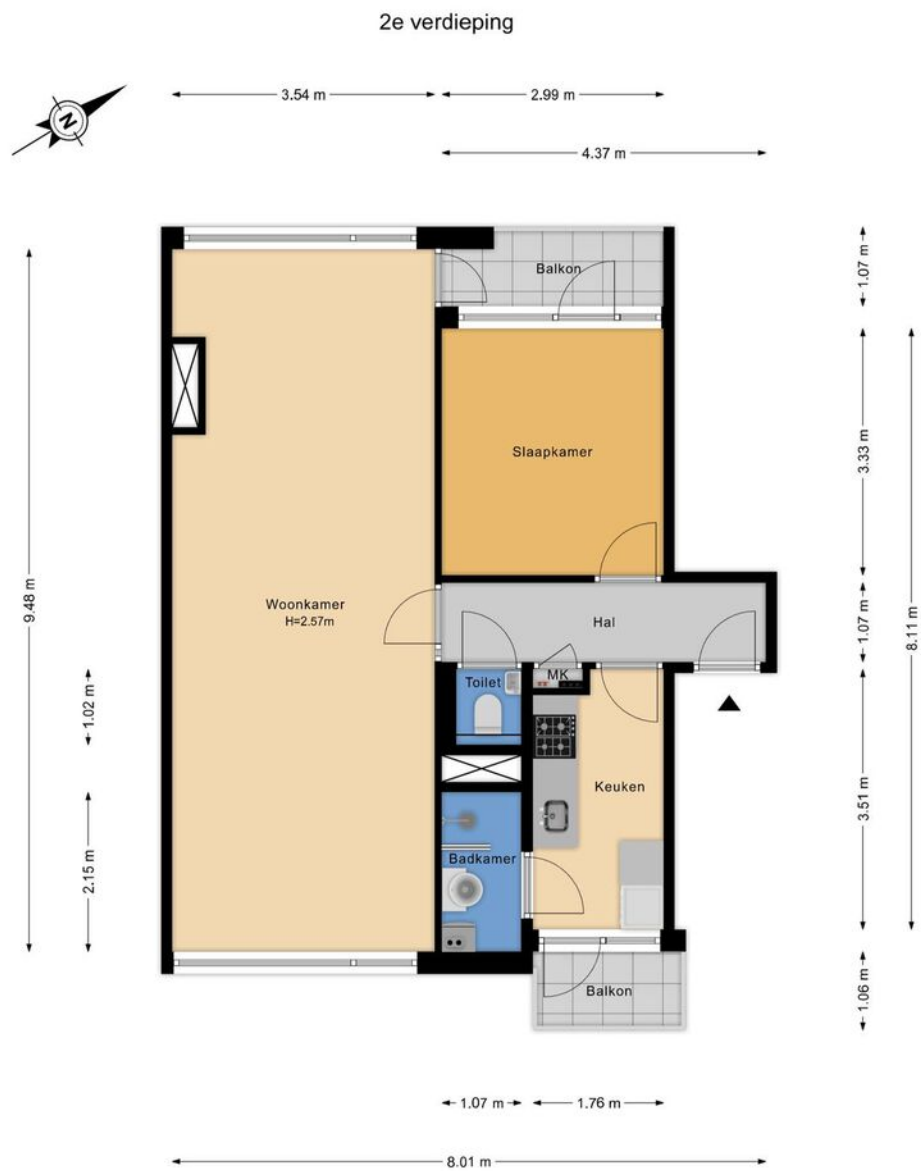 2e verdieping
3.54 m
2.99 m
4.37 m
N
Balkon
1.07 m
Slaapkamer
3.33 m
9.48 m
Woonkamer
H=2.57m
Hal
1.07 m
8.11 m
1.02 m
Toilet
MK
Keuken
3.51 m
2.15 m
Badkamer
Balkon
1.06 m
1.07 m
1.76 m
8.01 m